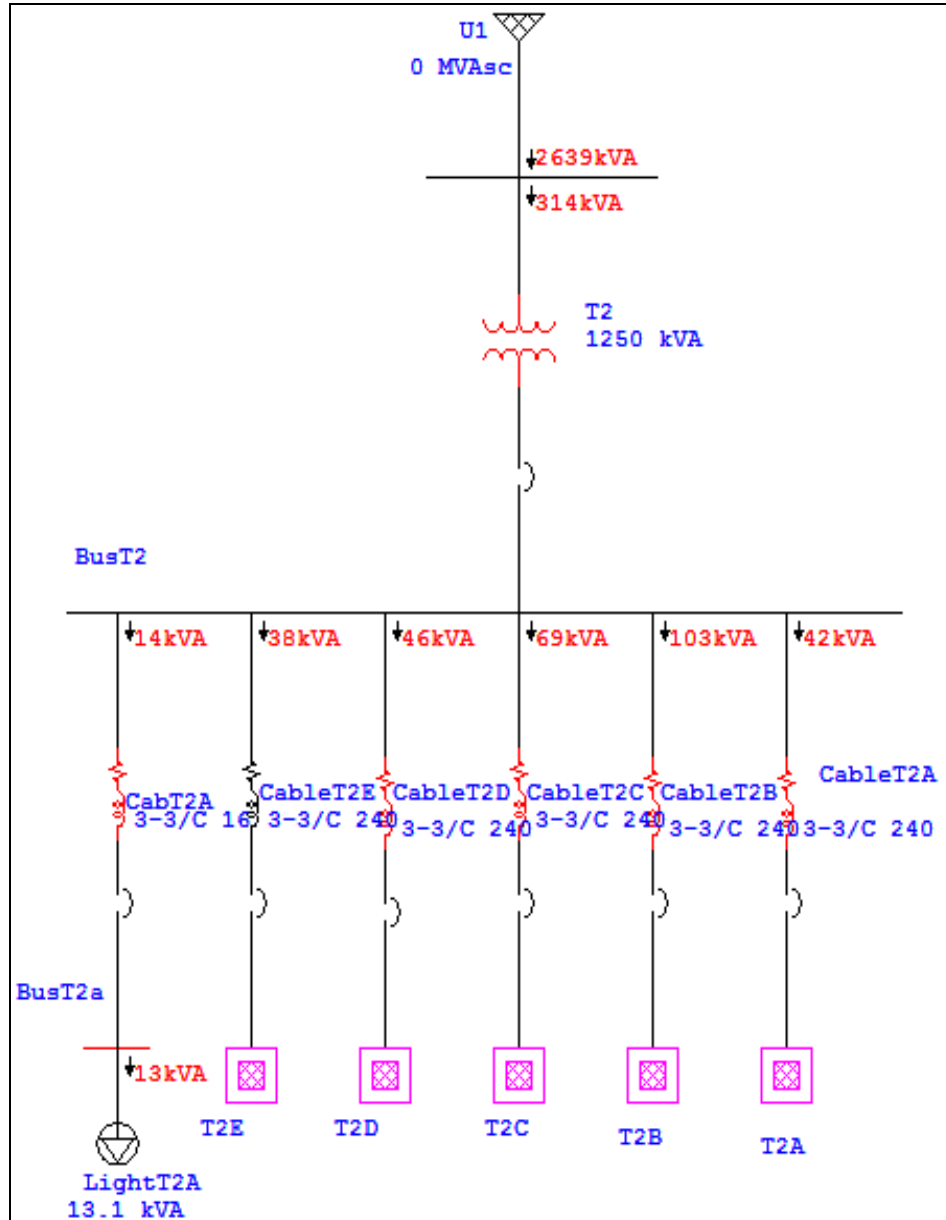 U1
0 MVAsc
2639kVA
314kVA
T2
1250 kVA
BusT2
14kVA
38kVA
46kVA
69kVA
103kVA
42kVA
CabT2A
3-3/C 16
CableT2E
3-3/C 240
CableT2D
3-3/C 240
CableT2C
3-3/C 240
CableT2B
3-3/C 240
CableT2A
3-3/C 240
BusT2a
13kVA
T2E
T2D
T2C
T2B
T2A
LightT2A
13.1 kVA